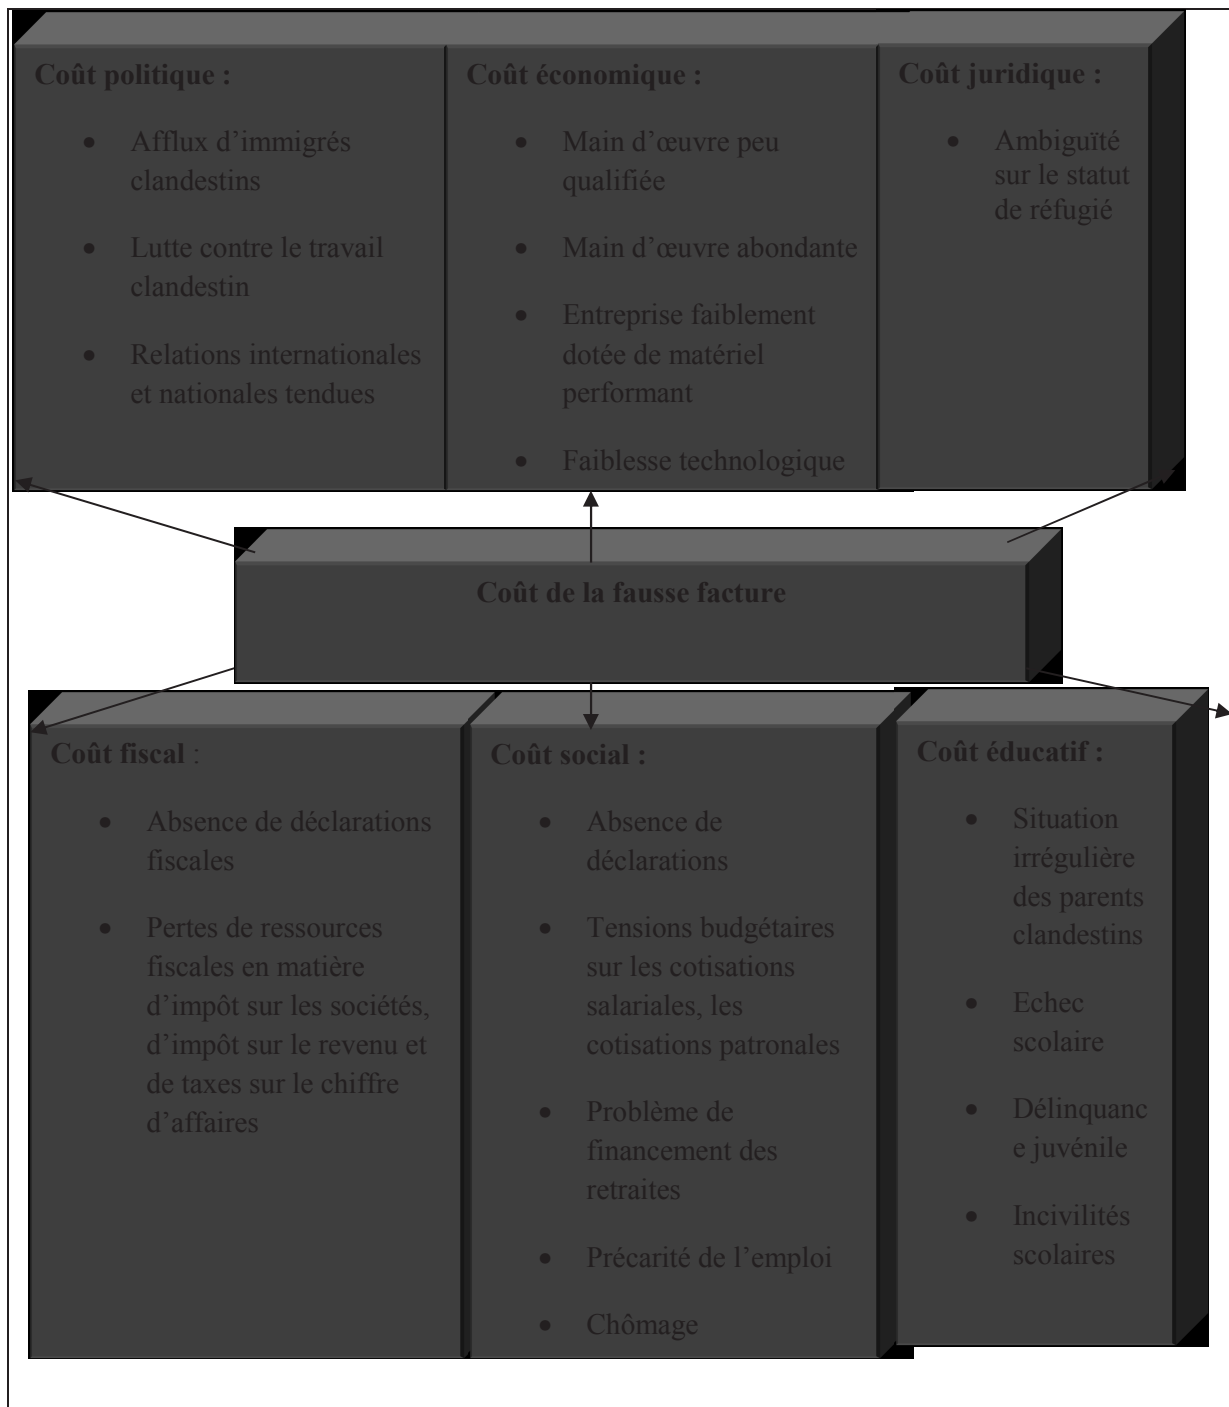 Coût politique :
• Afflux d’immigrés
clandestins
• Lutte contre le travail
clandestin
• Relations internationales
et nationales tendues
Coût économique :
• Main d’œuvre peu
qualifiée
• Main d’œuvre abondante
• Entreprise faiblement
dotée de matériel
performant
• Faiblesse technologique
Coût juridique :
• Ambiguïté
sur le statut
de réfugié
Coût de la fausse facture
Coût fiscal :
• Absence de déclarations
fiscales
• Pertes de ressources
fiscales en matière
d’impôt sur les sociétés,
d’impôt sur le revenu et
de taxes sur le chiffre
d’affaires
Coût social :
• Absence de
déclarations
• Tensions budgétaires
sur les cotisations
salariales, les
cotisations patronales
• Problème de
financement des
retraites
• Précarité de l’emploi
• Chômage
Coût éducatif :
• Situation
irrégulière
des parents
clandestins
• Echec
scolaire
• Délinquanc
e juvénile
• Incivilités
scolaires